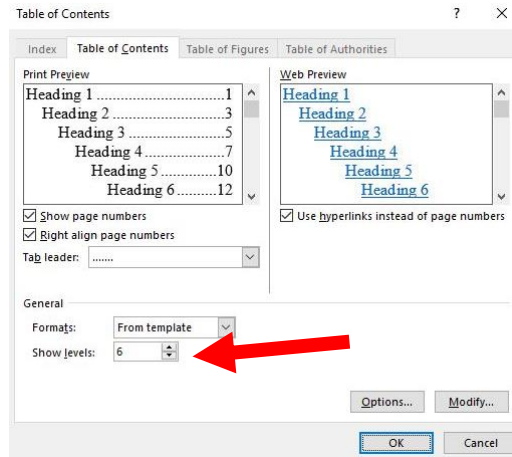 Table of Contents ? ×
Index Table of Contents Table of Figures Table of Authorities
Print Preview
Heading 1 ................................ 1
Heading 2 ............................. 3
Heading 3 ......................... 5
Heading 4 ..................... 7
Heading 5 ................ 10
Heading 6 ............ 12
Show page numbers
Right align page numbers
Tab leader: .......
Web Preview
Heading 1
Heading 2
Heading 3
Heading 4
Heading 5
Heading 6
Use hyperlinks instead of page numbers
General
Formats: From template
Show levels: 6
Options... Modify...
OK Cancel